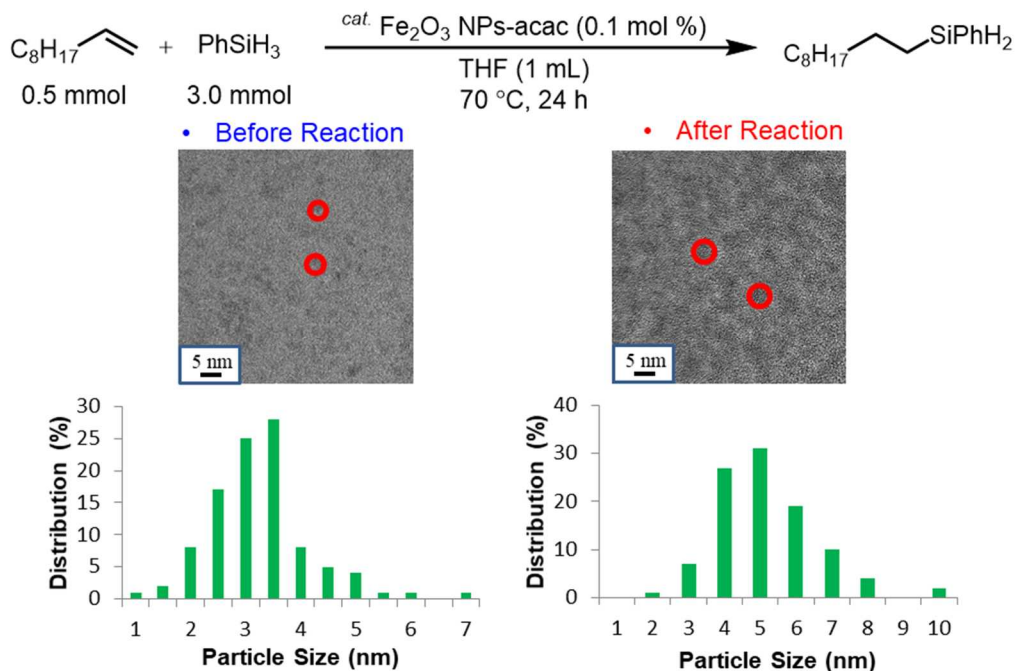 C8H17 + PhSiH3 cat. Fe2O3 NPs-acac (0.1 mol %) C8H17 SiPhH2
0.5 mmol 3.0 mmol THF (1 mL)
70 °C, 24 h
• Before Reaction • After Reaction
5 nm 5 nm
Distribution (%)
30
25
20
15
10
5
0
1 2 3 4 5 6 7
Particle Size (nm)
Distribution (%)
40
30
20
10
0
1 2 3 4 5 6 7 8 9 10
Particle Size (nm)